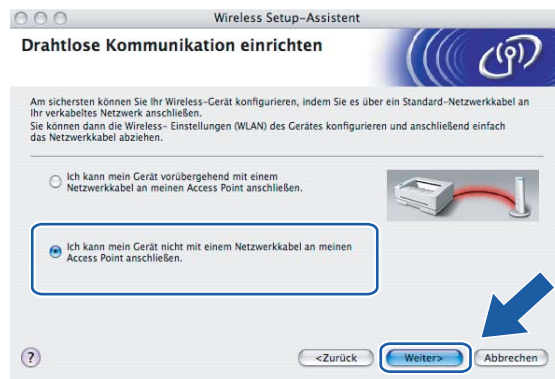 Wireless Setup-Assistent
Drahtlose Kommunikation einrichten
Am sichersten können Sie Ihr Wireless-Gerät konfigurieren, indem Sie es über ein Standard-Netzwerkkabel an
Ihr verkabeltes Netzwerk anschließen.
Sie können dann die Wireless- Einstellungen (WLAN) des Gertes konfigurieren und anschließend einfach
das Netzwerkkabel abziehen.
Ich kann mein Gerät vorübergehend mit einem
Netzwerkkabel an meinen Access Point anschließen.
Ich kann mein Gerät nicht mit einem Netzwerkkabel an meinen
Access Point anschließen.
?
<Zurück
Weiter>
Abbrechen